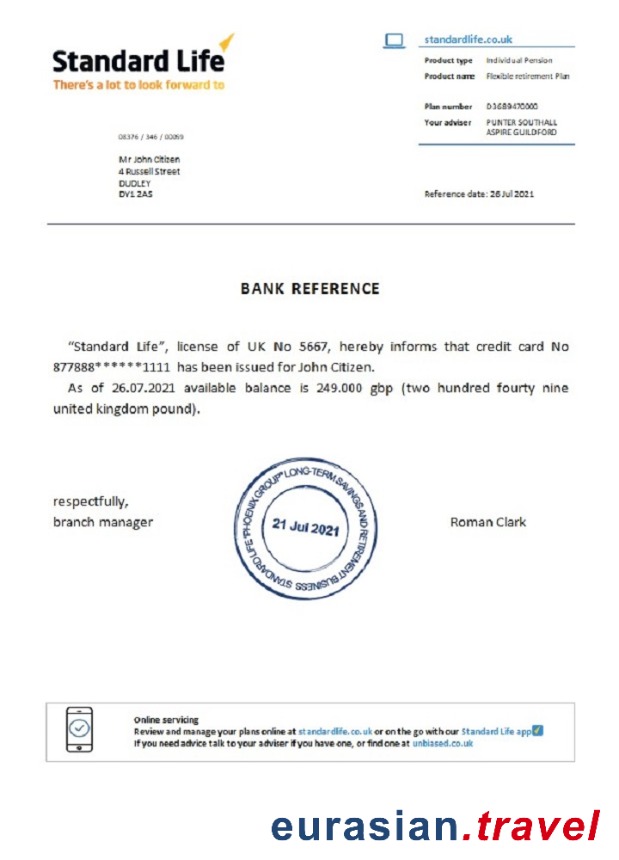 Standard Life
There's a lot to look forward to
standardlife.co.uk
Product type Individual Pension
Product name Flexible retirement Plan
Plan number D3689470000
Your adviser PUNTER SOUTHALL
ASPIRE GUILDFORD
08376 / 346 / 00059
Mr John Citizen
4 Russell Street
DUDLEY
DY1 2AS
Reference date: 26 Jul 2021
BANK REFERENCE
“Standard Life”, license of UK No 5667, hereby informs that credit card No
877888******1111 has been issued for John Citizen.
As of 26.07.2021 available balance is 249.000 gbp (two hundred fourty nine
united kingdom pound).
respectfully,
branch manager
STANDARD LIFE "PHOENIX GROUP" LONG-TERM SAVINGS AND RETIREMENT BUSINESS
21 Jul 2021
Roman Clark
Online servicing
Review and manage your plans online at standardlife.co.uk or on the go with our Standard Life app
If you need advice talk to your adviser if you have one, or find one at unbiased.co.uk
eurasian.travel